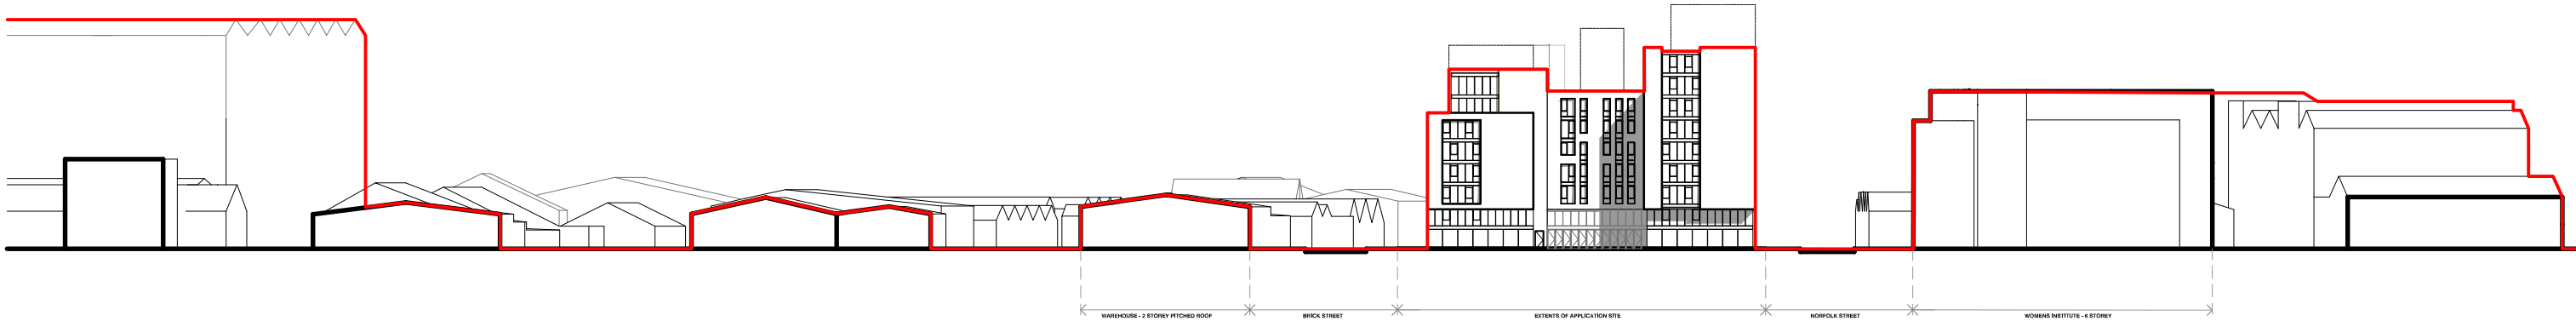 WAREHOUSE - 2 STOREY PITCHED ROOF
BRICK STREET
EXTENTS OF APPLICATION SITE
NORFOLK STREET
WOMENS INSTITUTE - 6 STOREY